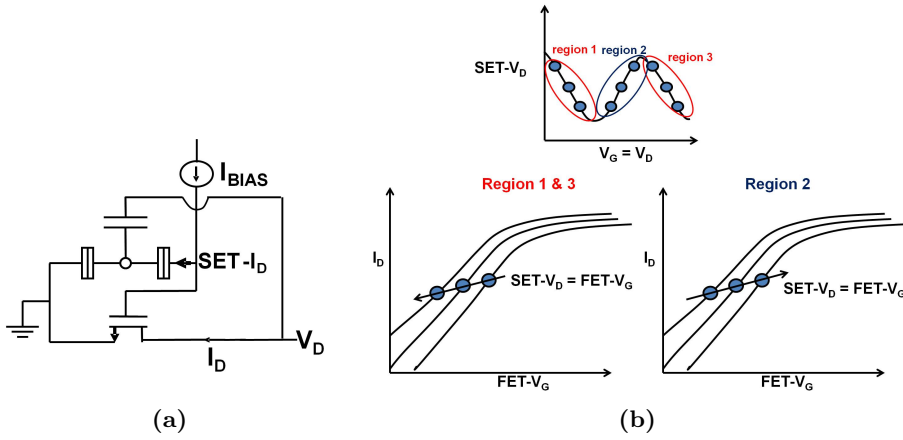 I_BIAS
SET-I_D
V_D
I_D
(a)
region 1
region 2
region 3
SET-V_D
V_G = V_D
Region 1 & 3
I_D
SET-V_D = FET-V_G
FET-V_G
Region 2
I_D
SET-V_D = FET-V_G
FET-V_G
(b)